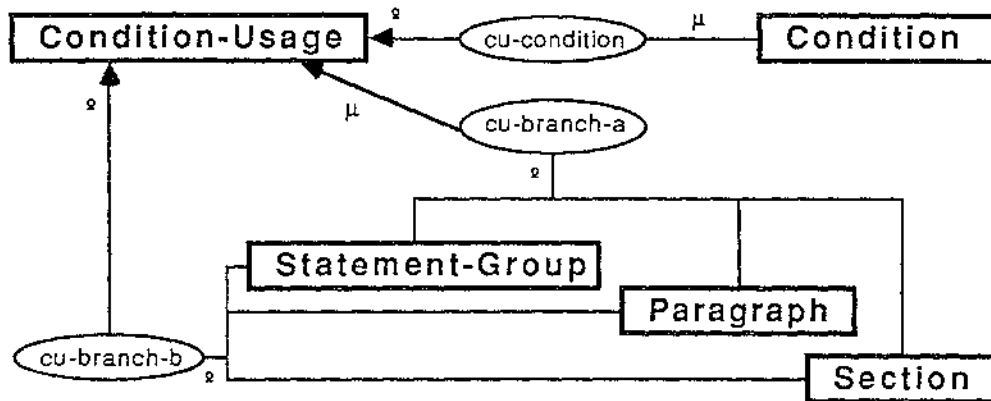 º
Condition-Usage
cu-condition
µ
Condition
º
µ
cu-branch-a
º
Statement-Group
Paragraph
cu-branch-b
º
Section